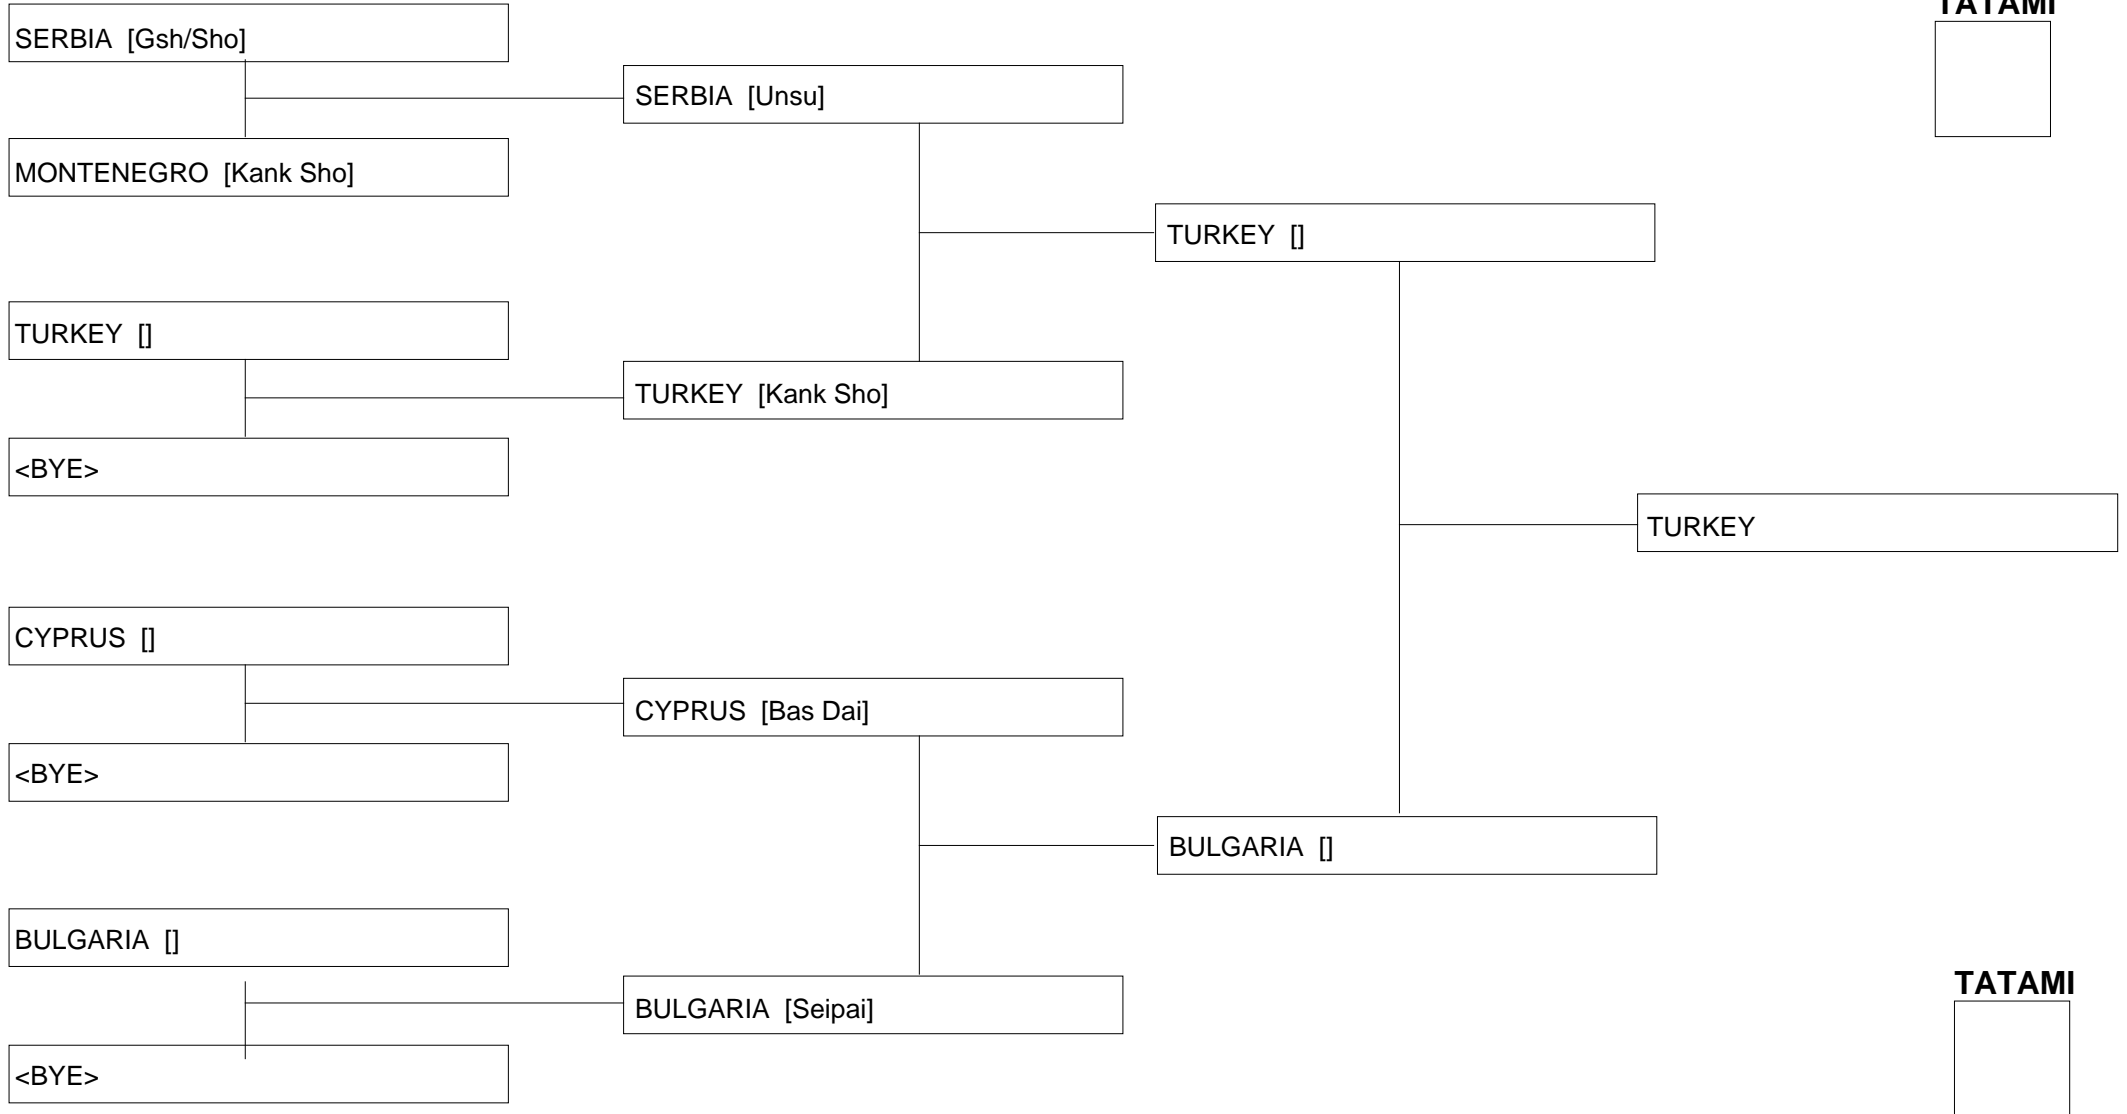 TATAMI
SERBIA [Gsh/Sho]
SERBIA [Unsu]
MONTENEGRO [Kank Sho]
TURKEY []
TURKEY []
TURKEY [Kank Sho]
<BYE>
TURKEY
CYPRUS []
CYPRUS [Bas Dai]
<BYE>
BULGARIA []
BULGARIA []
TATAMI
BULGARIA [Seipai]
<BYE>